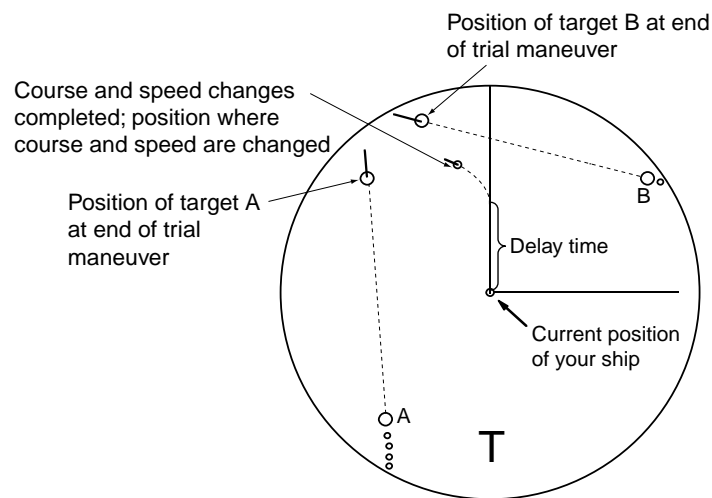 Position of target B at end
of trial maneuver
Course and speed changes
completed; position where
course and speed are changed
Position of target A
at end of trial
maneuver
B
Delay time
Current position
of your ship
A
T